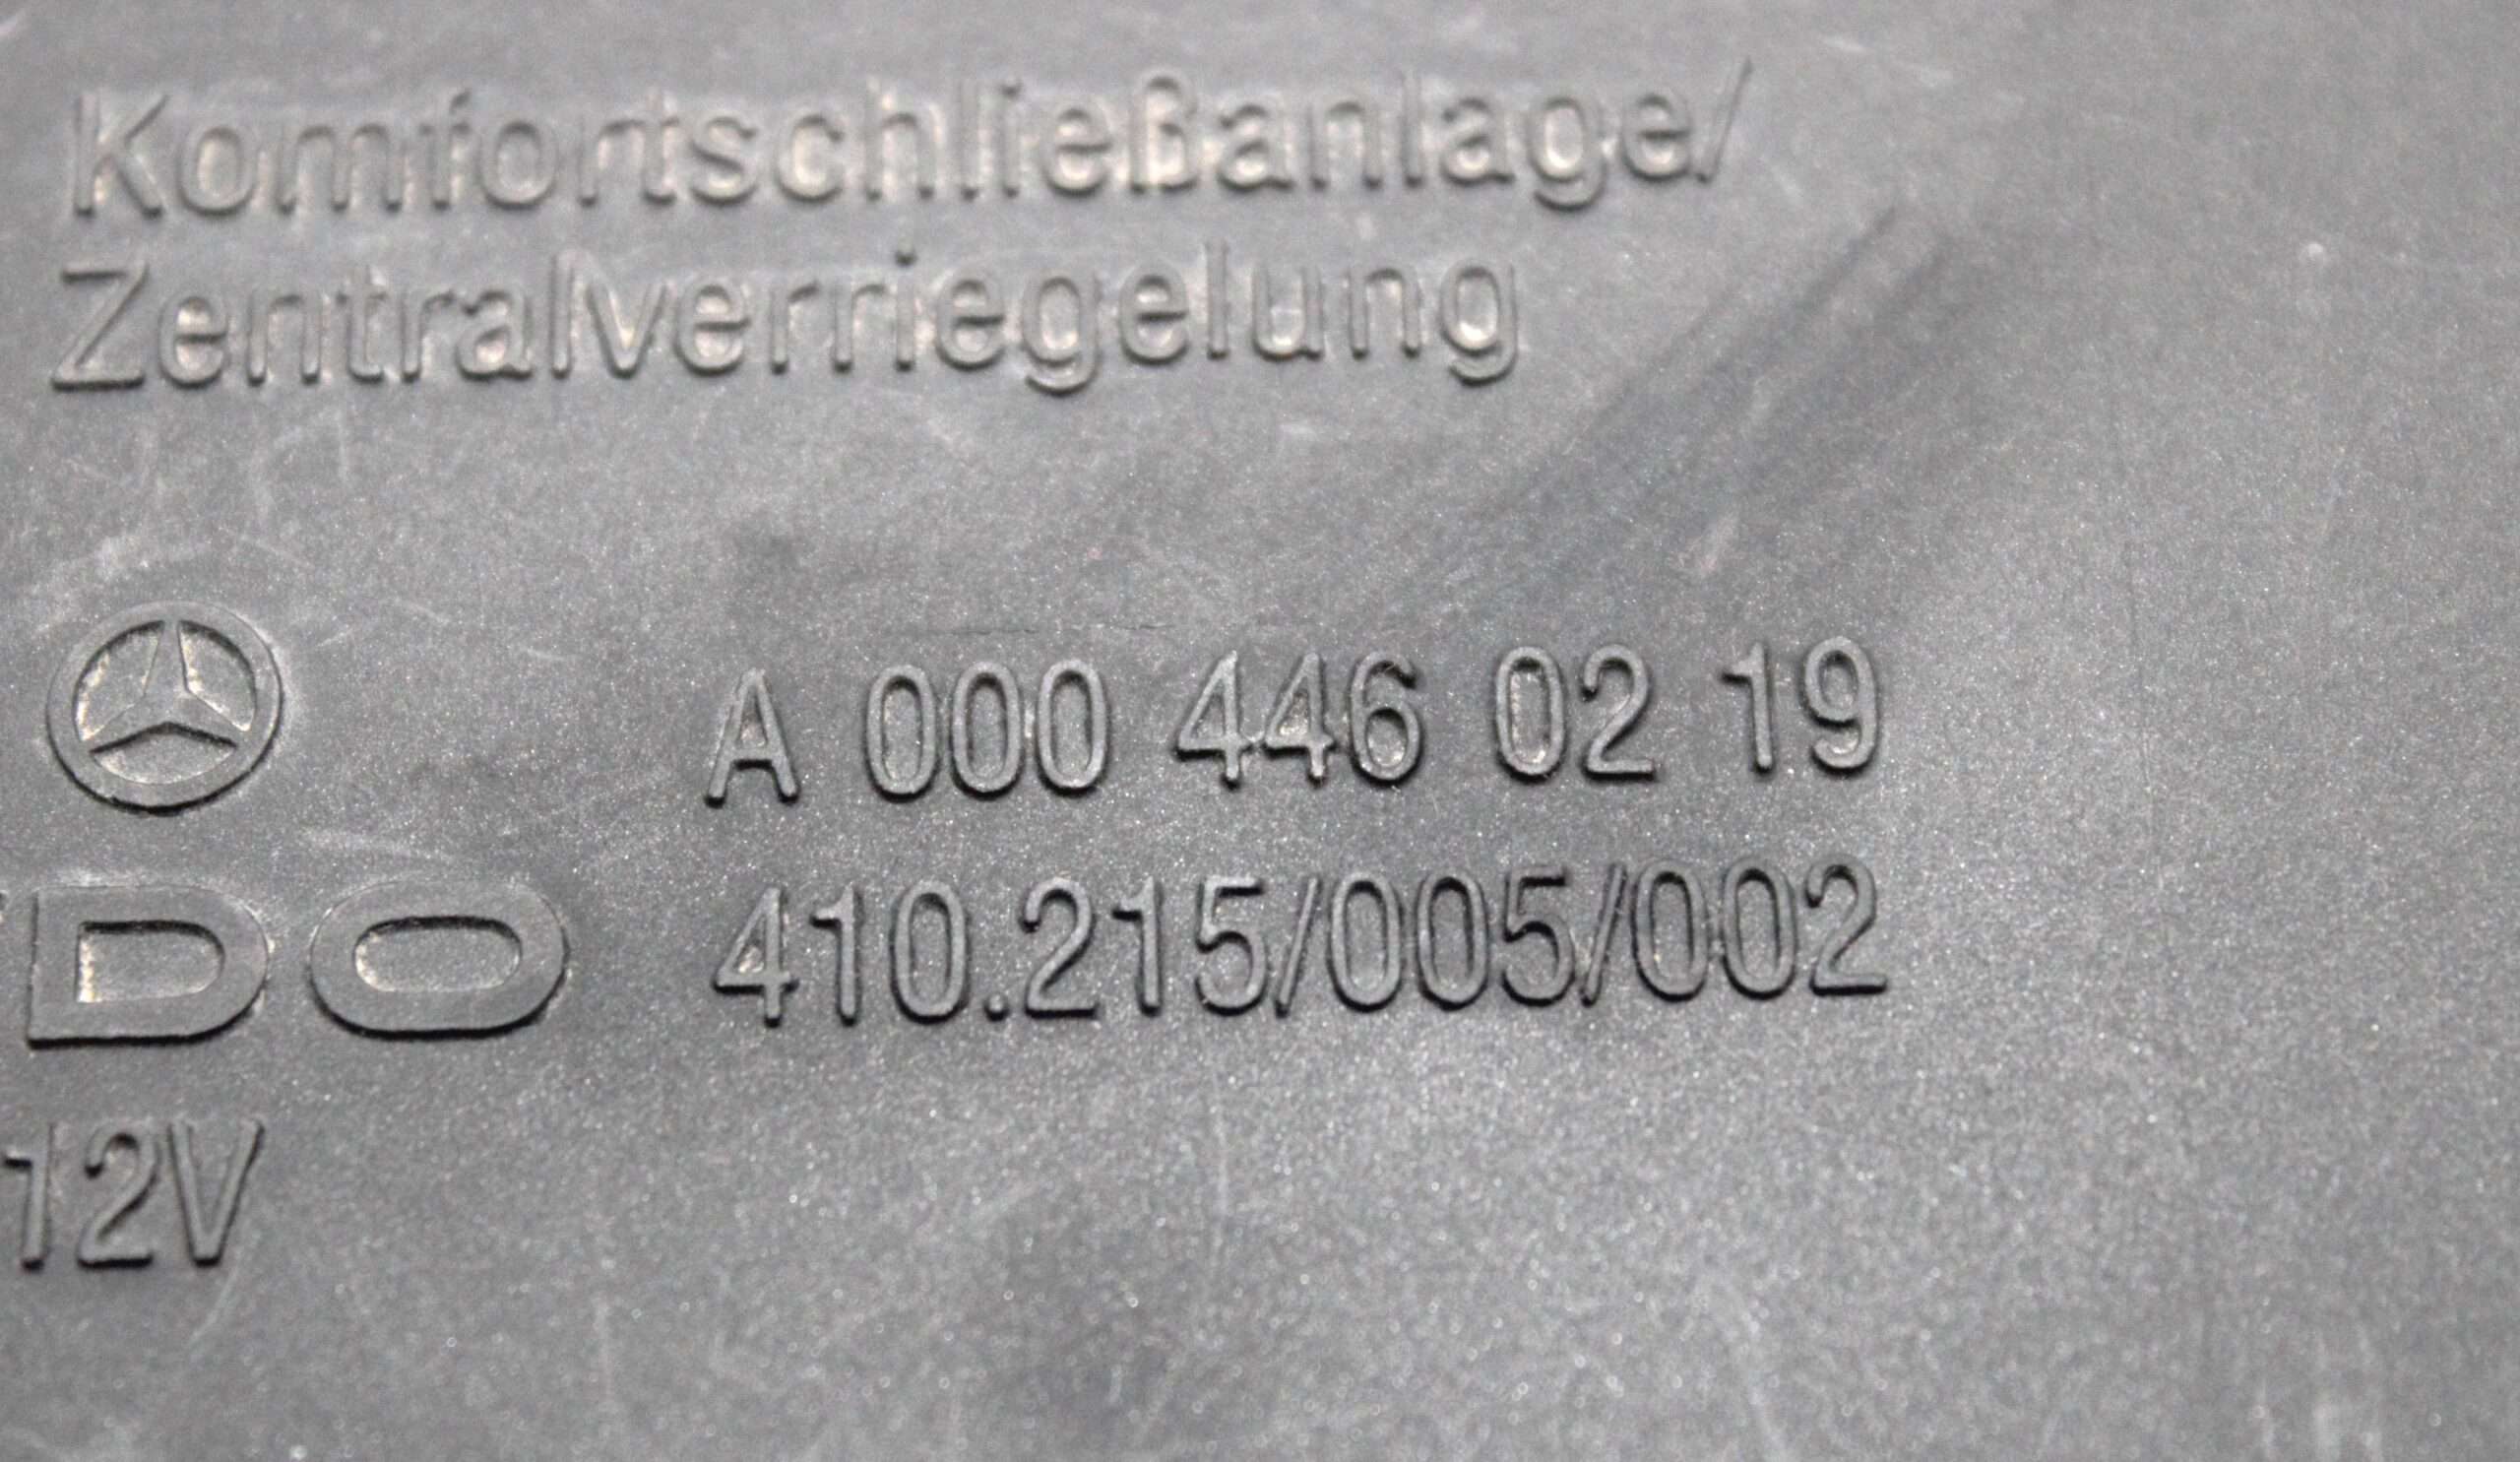 Komfortschließanlage/
Zentralverriegelung
A 000 446 02 19
DO 410.215/005/002
12V